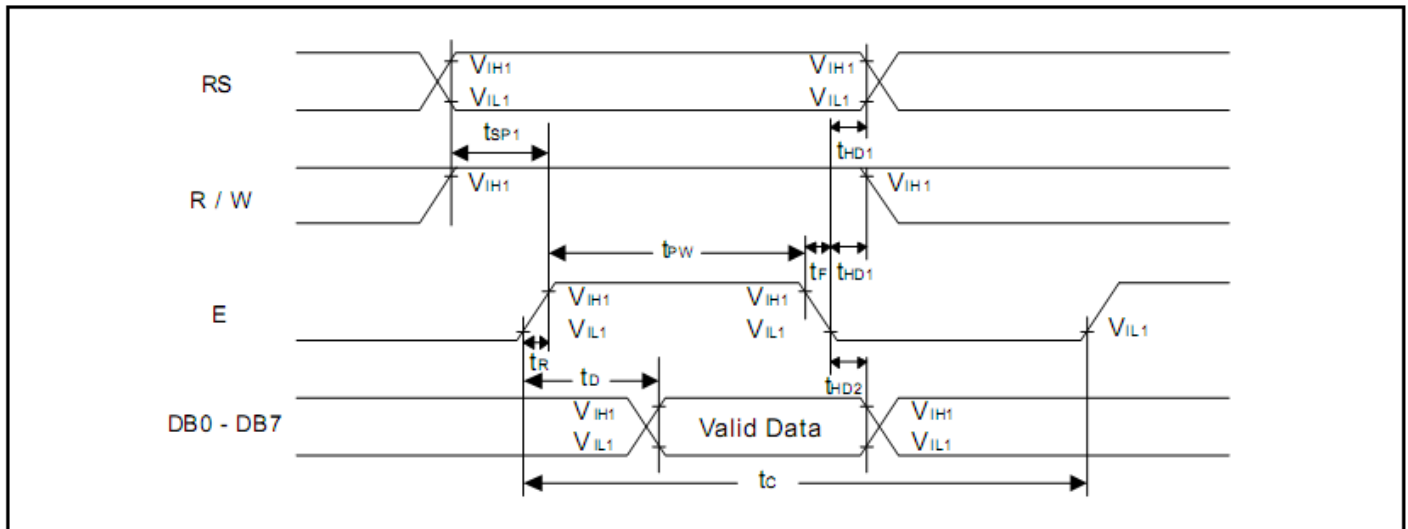 RS
VIH1
VIL1
VIH1
VIL1
tSP1
tHD1
R / W
VIH1
VIH1
tPW
tF
tHD1
E
VIH1
VIL1
VIH1
VIL1
VIL1
tR
tD
tHD2
DB0 - DB7
VIH1
VIL1
Valid Data
VIH1
VIL1
tC